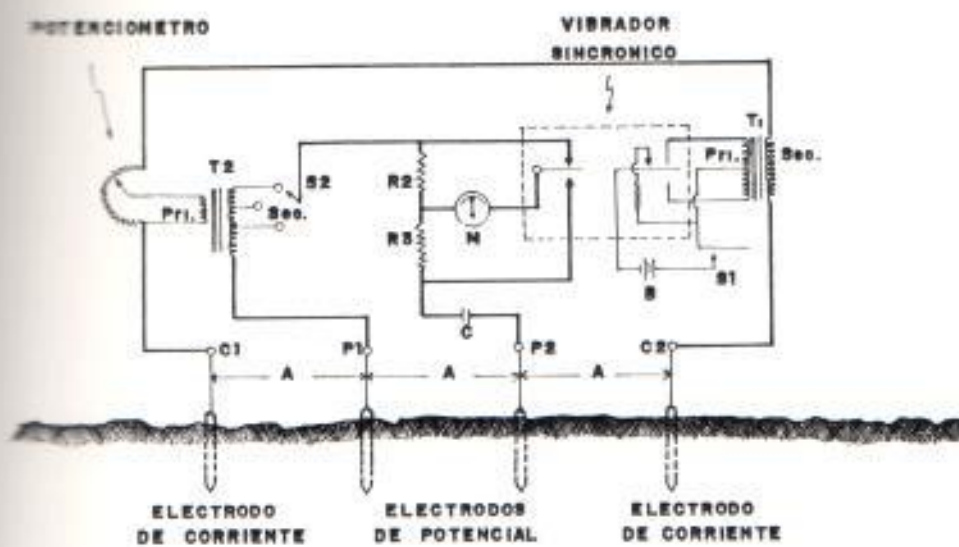 POTENCIOMETRO
VIBRADOR
SINCRONICO
T2
S2
Pri.
Sec.
R2
R3
N
T1
Pri.
Sec.
B
S1
C
C1
P1
P2
C2
A
A
A
ELECTRODO
DE CORRIENTE
ELECTRODOS
DE POTENCIAL
ELECTRODO
DE CORRIENTE